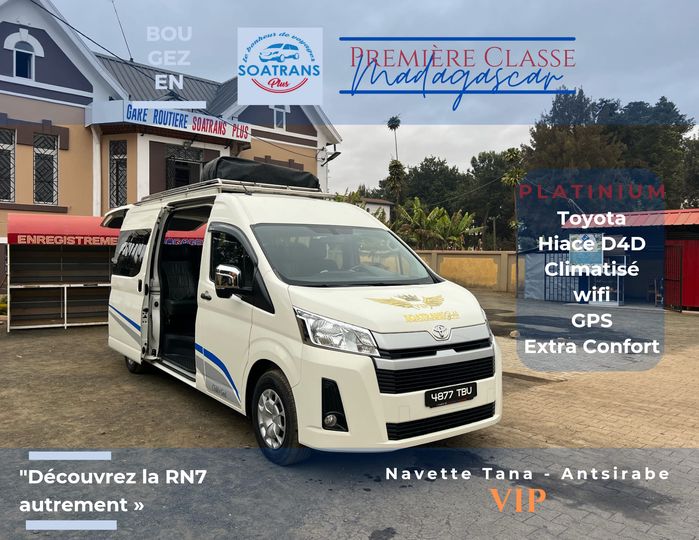 BOU
GEZ
EN
le bonheur de voyager
SOATRANS
Plus
PREMIÈRE CLASSE
Madagascar
GARE ROUTIERE SOATRANS PLUS
ENREGISTREME
PLATINIUM
Toyota
Hiace D4D
Climatisé
wifi
GPS
Extra Confort
4877 TBU
"Découvrez la RN7
autrement »
Navette Tana - Antsirabe
VIP